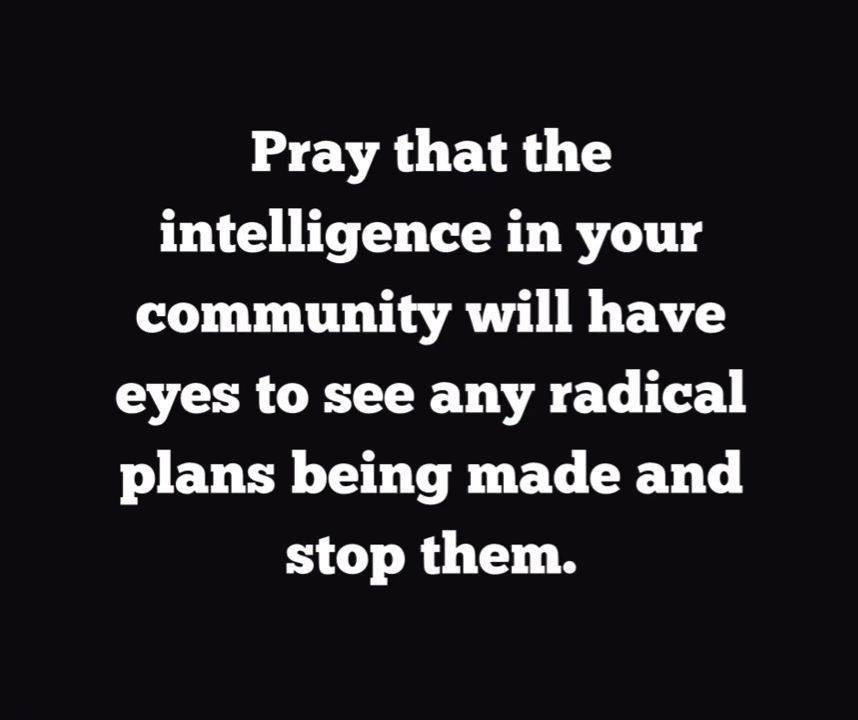 Pray that the
intelligence in your
community will have
eyes to see any radical
plans being made and
stop them.